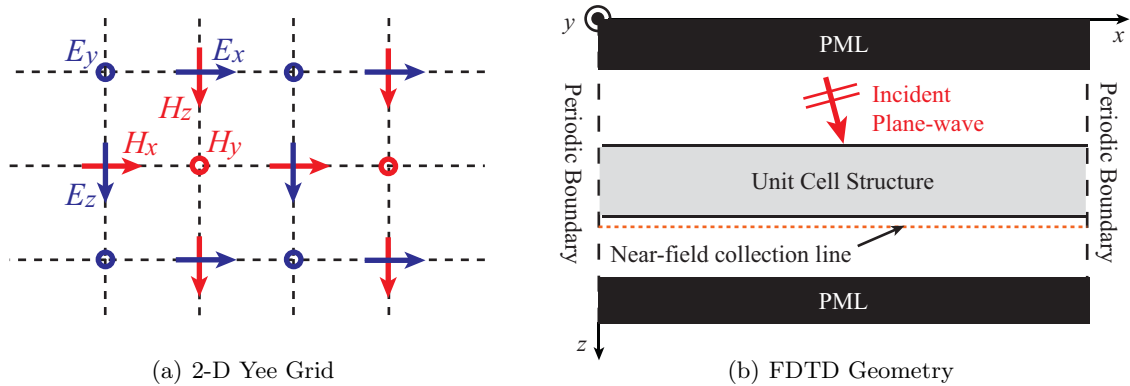 Ey
Ex
Hz
Hx
Hy
Ez
(a) 2-D Yee Grid
y
x
PML
Periodic Boundary
Incident
Plane-wave
Periodic Boundary
Unit Cell Structure
Near-field collection line
PML
z
(b) FDTD Geometry